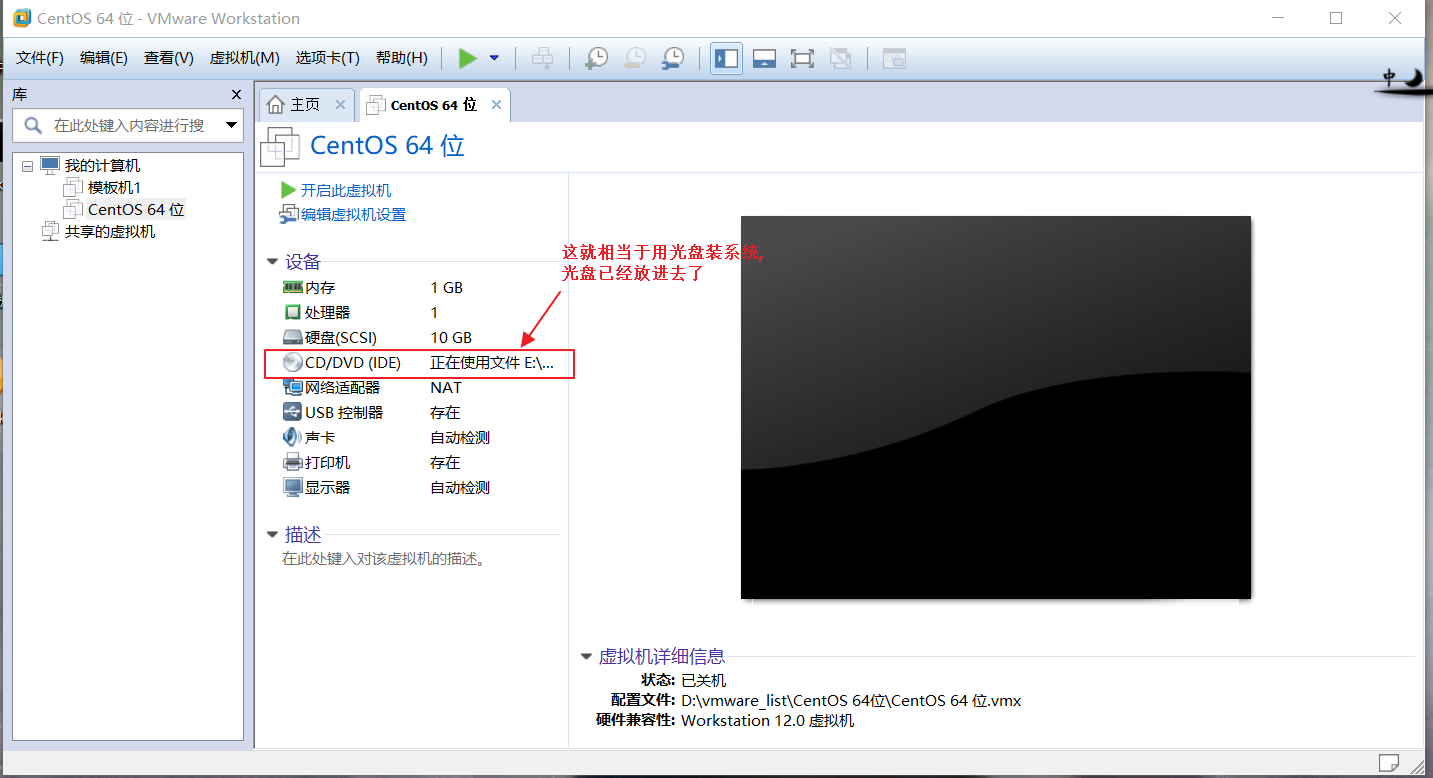 CentOS 64 位 - VMware Workstation
文件(F) 编辑(E) 查看(V) 虚拟机(M) 选项卡(T) 帮助(H)
中
库
在此处键入内容进行搜
我的计算机
模板机1
CentOS 64 位
共享的虚拟机
主页
CentOS 64 位
CentOS 64 位
开启此虚拟机
编辑虚拟机设置
这就相当于用光盘装系统,
光盘已经放进去了
设备
内存 1 GB
处理器 1
硬盘(SCSI) 10 GB
CD/DVD (IDE) 正在使用文件 E:\...
网络适配器 NAT
USB 控制器 存在
声卡 自动检测
打印机 存在
显示器 自动检测
描述
在此处键入对该虚拟机的描述。
虚拟机详细信息
状态: 已关机
配置文件: D:\vmware_list\CentOS 64位\CentOS 64 位.vmx
硬件兼容性: Workstation 12.0 虚拟机